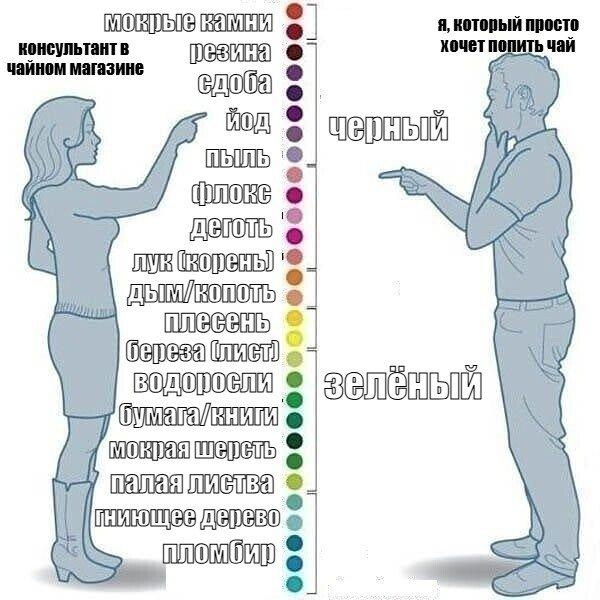 консультант в
чайном магазине
я, который просто
хочет попить чай
мокрые камни
резина
сдоба
йод
пыль
флокс
деготь
лук (корень)
дым/копоть
плесень
береза (лист)
водоросли
бумага/книги
мокрая шерсть
палая листва
гниющее дерево
пломбир
черный
зелёный